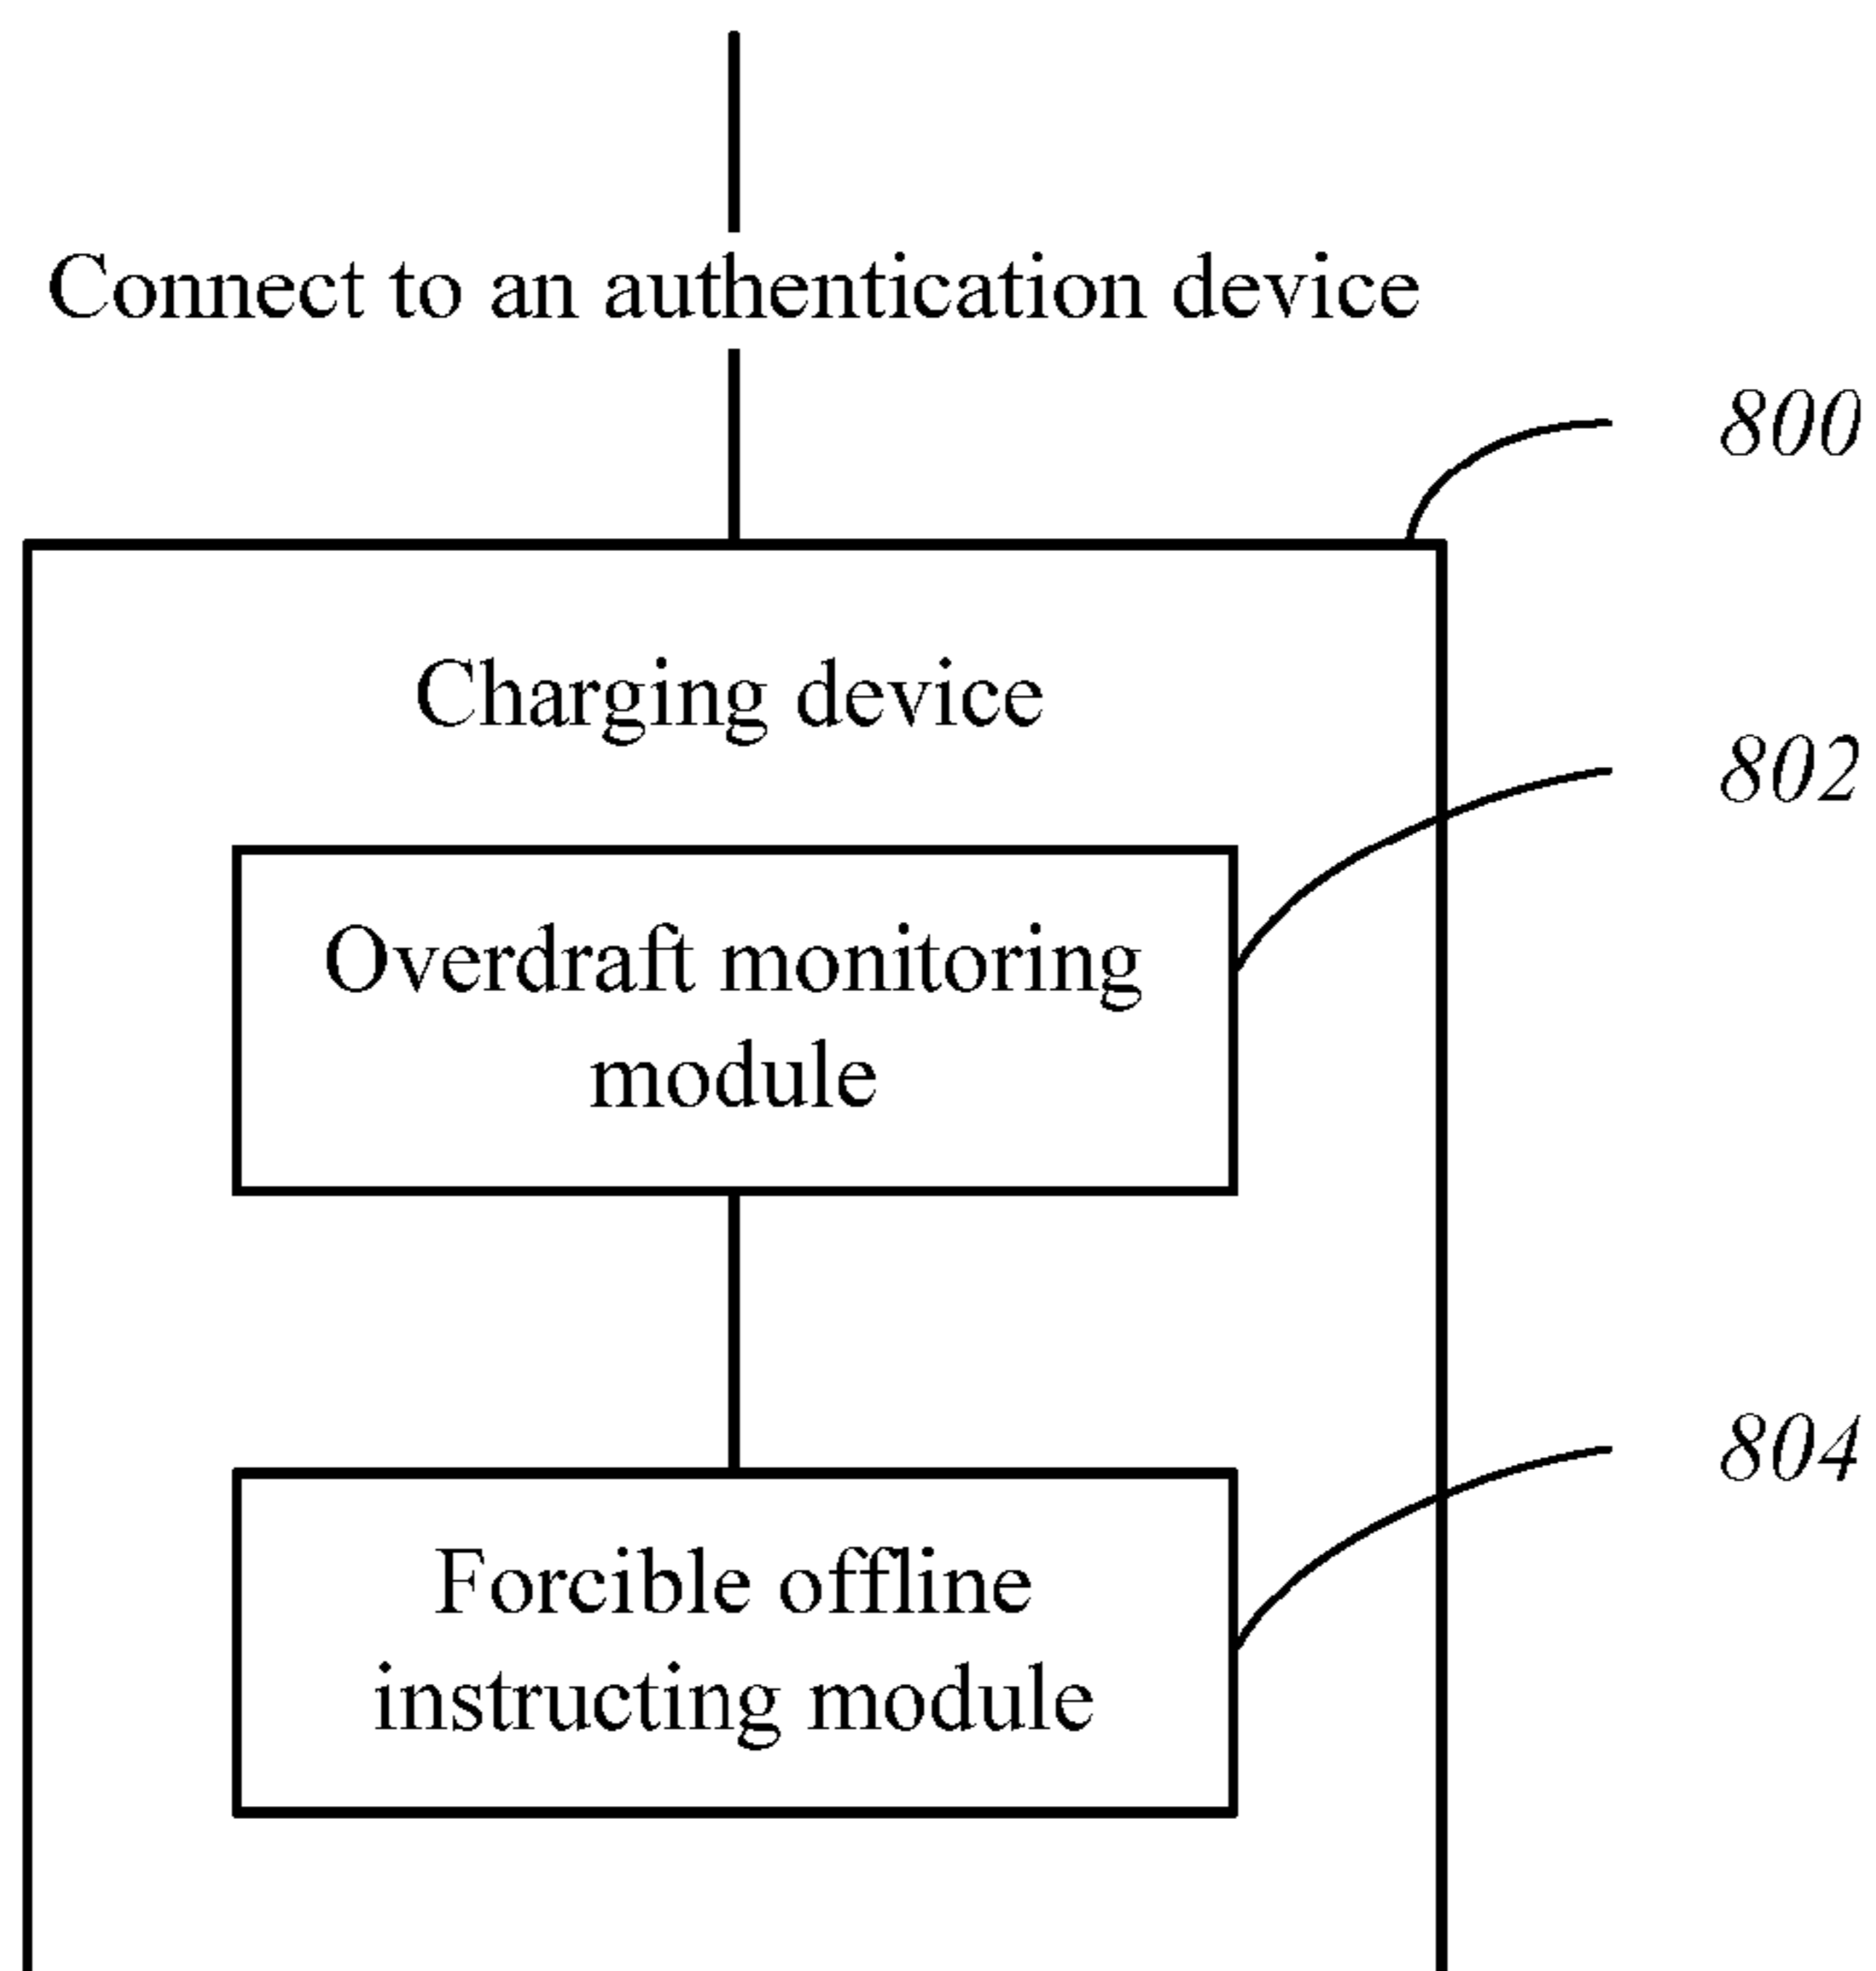 Connect to an authentication device
800
Charging device
802
Overdraft monitoring
module
804
Forcible offline
instructing module